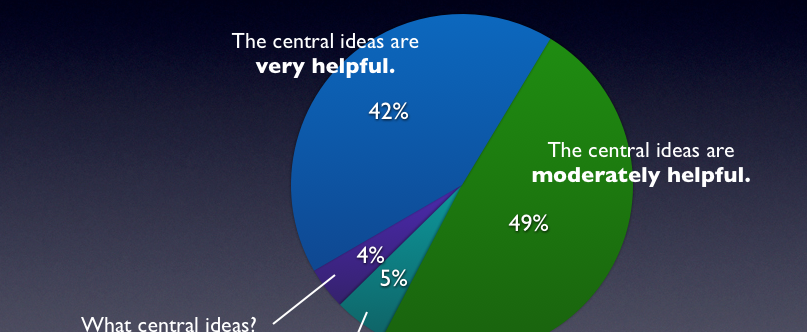 The central ideas are
very helpful.
42%
The central ideas are
moderately helpful.
49%
4%
5%
What central ideas?